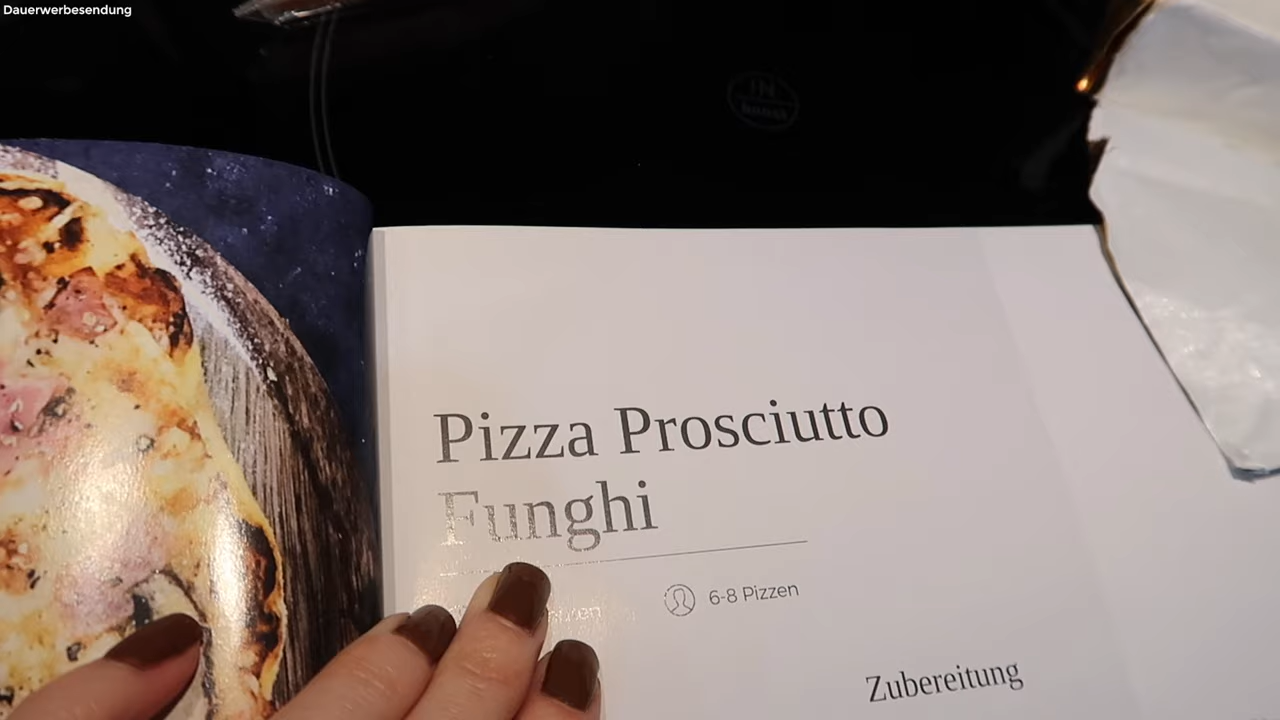 Dauerwerbesendung
Pizza Prosciutto
Funghi
6-8 Pizzen
Zubereitung